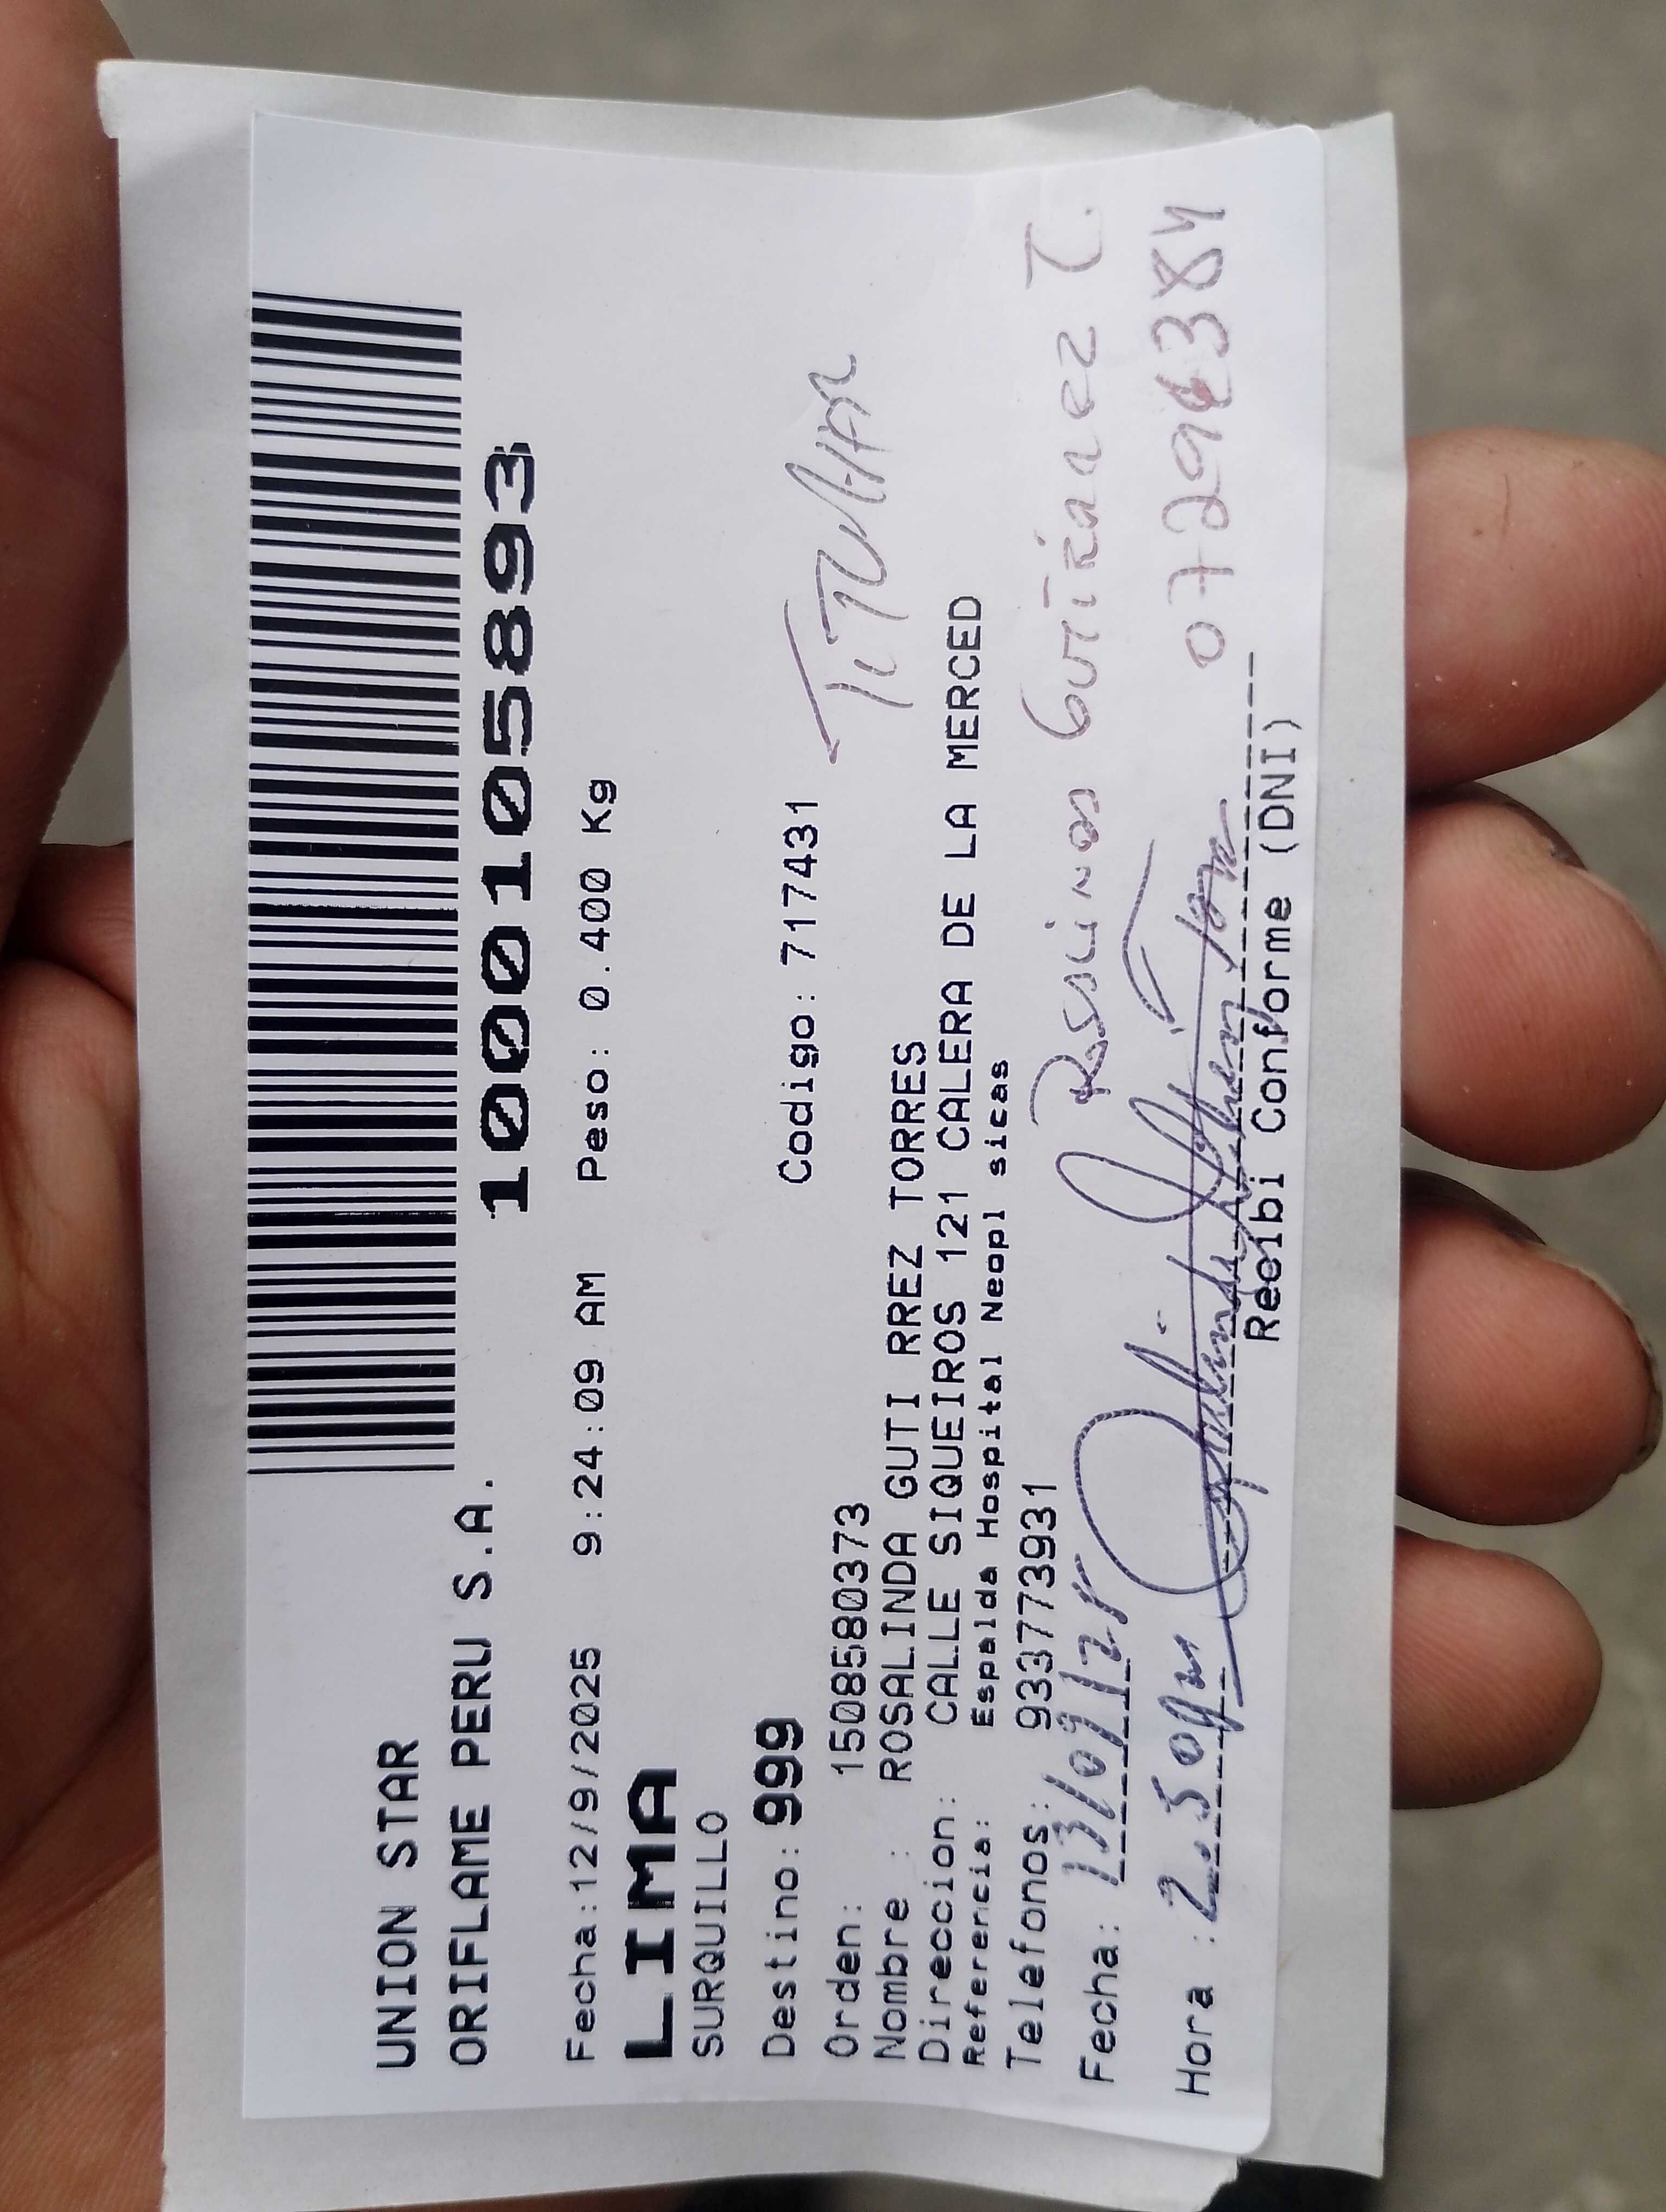 UNION STAR
ORIFLAME PERU S.A.
10010105893
Fecha:12/9/2025 9:24:09 AM Peso: 0.400 Kg
LIMA
SURQUILLO
Destino: 999 Codigo: 717431
TiTULAR
Orden: 1508580373
Nombre : ROSALINDA GUTI RREZ TORRES
Direccion: CALLE SIQUEIROS 121 CALERA DE LA MERCED
Referencia: Espalda Hospital Neopl sicas
Telefonos: 933773931
Fecha: 13/09/25 Gutiérrez T.
Hora : 2.50pm
Recibi Conforme (DNI)